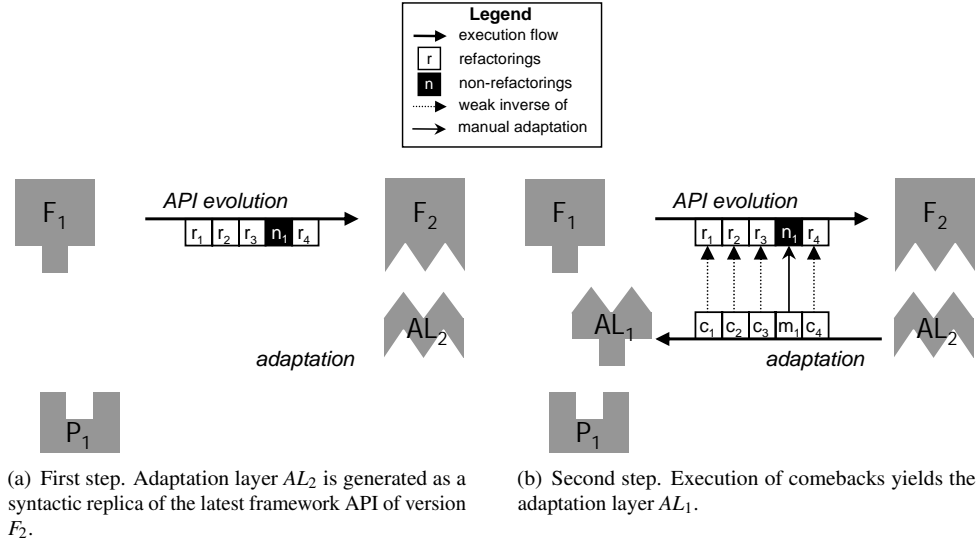 Legend
execution flow
r refactorings
n non-refactorings
weak inverse of
manual adaptation
F1
API evolution
r1 r2 r3 n1 r4
F2
AL2
adaptation
P1
(a) First step. Adaptation layer AL2 is generated as a
syntactic replica of the latest framework API of version
F2.
F1
API evolution
r1 r2 r3 n1 r4
F2
AL1
c1 c2 c3 m1 c4
AL2
adaptation
P1
(b) Second step. Execution of comebacks yields the
adaptation layer AL1.